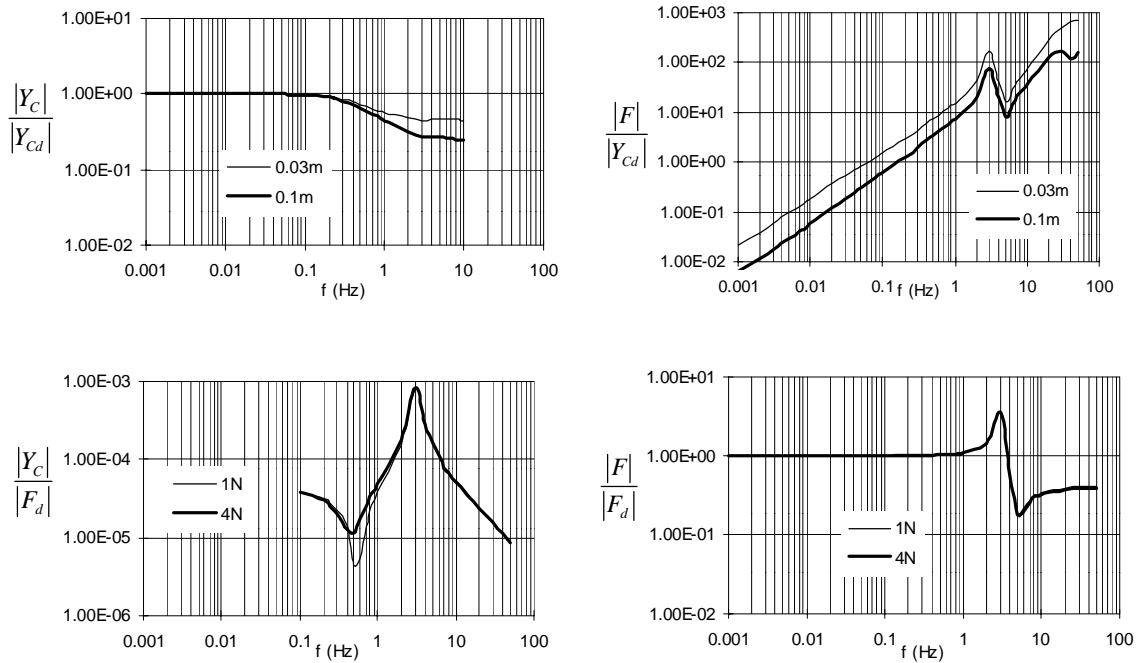 1.00E+01
1.00E+00
1.00E-01
1.00E-02
|Y_C|
|Y_Cd|
0.03m
0.1m
0.001 0.01 0.1 1 10 100
f (Hz)
1.00E+03
1.00E+02
1.00E+01
1.00E+00
1.00E-01
1.00E-02
|F|
|Y_Cd|
0.03m
0.1m
0.001 0.01 0.1 1 10 100
f (Hz)
1.00E-03
1.00E-04
1.00E-05
1.00E-06
|Y_C|
|F_d|
1N
4N
0.001 0.01 0.1 1 10 100
f (Hz)
1.00E+01
1.00E+00
1.00E-01
1.00E-02
|F|
|F_d|
1N
4N
0.001 0.01 0.1 1 10 100
f (Hz)